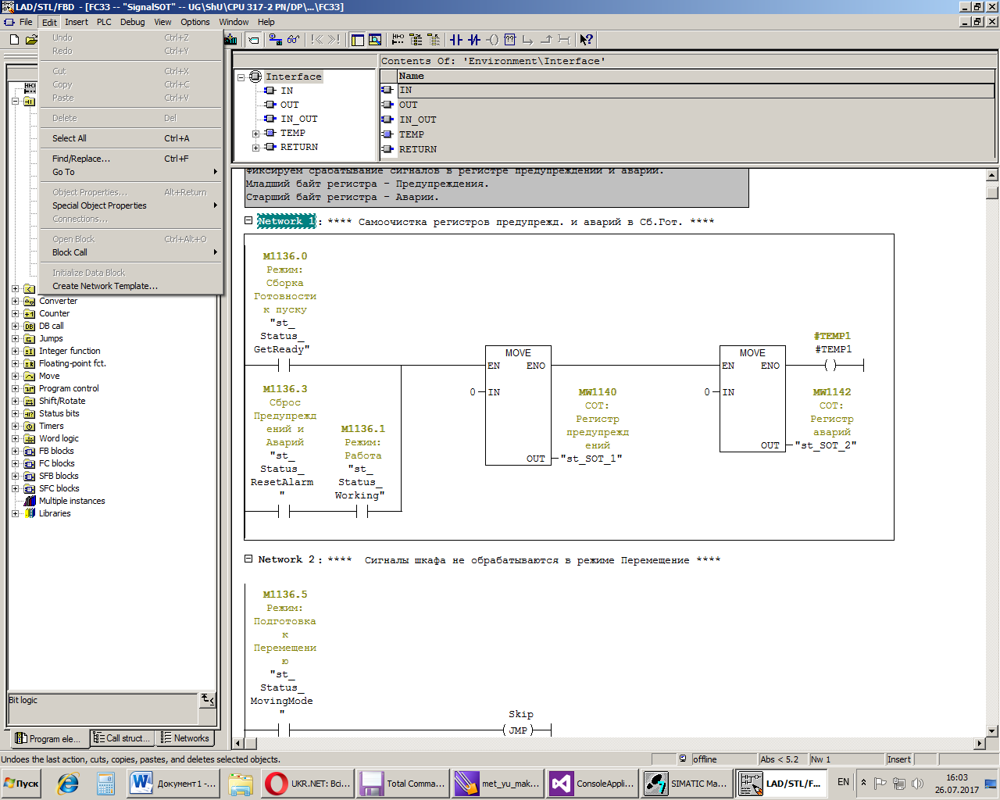 LAD/STL/FBD - [FC33 -- "SignalSOT" -- UG\ShU\CPU 317-2 PN/DP\...\FC33]
File Edit Insert PLC Debug View Options Window Help
Undo Ctrl+Z
Redo Ctrl+Y
Cut Ctrl+X
Copy Ctrl+C
Paste Ctrl+V
Delete Del
Select All Ctrl+A
Find/Replace... Ctrl+F
Go To
Object Properties... Alt+Return
Special Object Properties
Connections...
Open Block Ctrl+Alt+O
Block Call
Initialize Data Block
Create Network Template...
Converter
Counter
DB call
Jumps
Integer function
Floating-point fct.
Move
Program control
Shift/Rotate
Status bits
Timers
Word logic
FB blocks
FC blocks
SFB blocks
SFC blocks
Multiple instances
Libraries
Bit logic
Program ele... Call struct... Networks
Interface
IN
OUT
IN_OUT
TEMP
RETURN
Contents Of: 'Environment\Interface'
Name
IN
OUT
IN_OUT
TEMP
RETURN
Фиксируем срабатывание сигналов в регистре предупреждений и аварий.
Младший байт регистра - Предупреждения.
Старший байт регистра - Аварии.
Network 1: **** Самоочистка регистров предупрежд. и аварий в Сб.Гот. ****
M1136.0
Режим:
Сборка
Готовности
к пуску
"st_
Status_
GetReady"
M1136.3
Сброс
Предупрежд
ений и
Аварий
"st_
Status_
ResetAlarm
"
M1136.1
Режим:
Работа
"st_
Status_
Working"
MOVE
EN ENO
0 IN
OUT
MW1140
СОТ:
Регистр
предупрежд
ений
"st_SOT_1"
MOVE
EN ENO
0 IN
OUT
#TEMP1
#TEMP1
MW1142
СОТ:
Регистр
аварий
"st_SOT_2"
Network 2: **** Сигналы шкафа не обрабатываются в режиме Перемещение ****
M1136.5
Режим:
Подготовка
к
Перемещени
ю
"st_
Status_
MovingMode
"
Skip
JMP
Undoes the last action, cuts, copies, pastes, and deletes selected objects.
offline Abs < 5.2 Nw 1 Insert
Пуск Документ1 -... UKR.NET: Всі... Total Comma... met_yu_mak... ConsoleAppli... SIMATIC Ma... LAD/STL/F... EN 16:03
26.07.2017